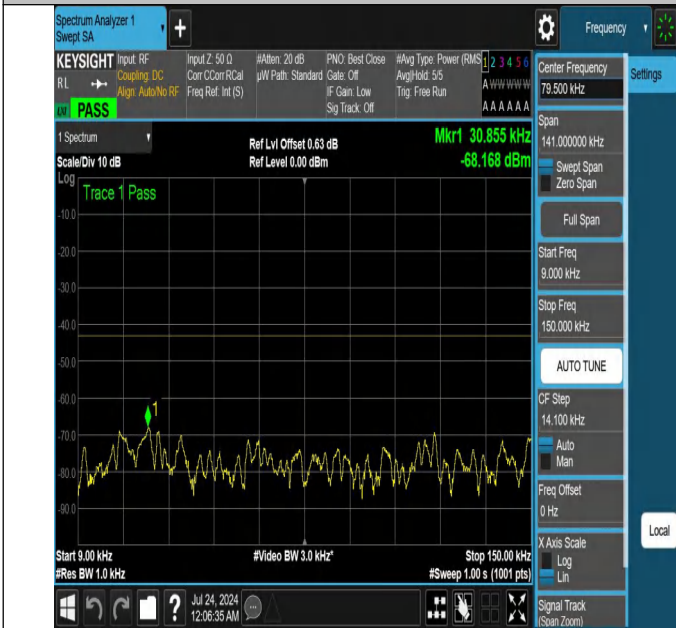 Spectrum Analyzer 1
Swept SA
+
Frequency
KEYSIGHT
RL
PASS
Input: RF
Coupling: DC
Align: Auto/No RF
Input Z: 50 Ω
Corr CCorr RCal
Freq Ref: Int (S)
#Atten: 20 dB
µW Path: Standard
PNO: Best Close
Gate: Off
IF Gain: Low
Sig Track: Off
#Avg Type: Power (RMS
Avg|Hold: 5/5
Trig: Free Run
1 2 3 4 5 6
A W W W W W
A A A A A A
1 Spectrum
Scale/Div 10 dB
Ref Lvl Offset 0.63 dB
Ref Level 0.00 dBm
Mkr1 30.855 kHz
-68.168 dBm
Log
Trace 1 Pass
-10.0
-20.0
-30.0
-40.0
-50.0
-60.0
-70.0
-80.0
-90.0
1
Start 9.00 kHz
#Res BW 1.0 kHz
#Video BW 3.0 kHz*
Stop 150.00 kHz
#Sweep 1.00 s (1001 pts)
Jul 24, 2024
12:06:35 AM
?
Center Frequency
79.500 kHz
Settings
Span
141.000000 kHz
Swept Span
Zero Span
Full Span
Start Freq
9.000 kHz
Stop Freq
150.000 kHz
AUTO TUNE
CF Step
14.100 kHz
Auto
Man
Freq Offset
0 Hz
X Axis Scale
Log
Lin
Local
Signal Track
(Span Zoom)